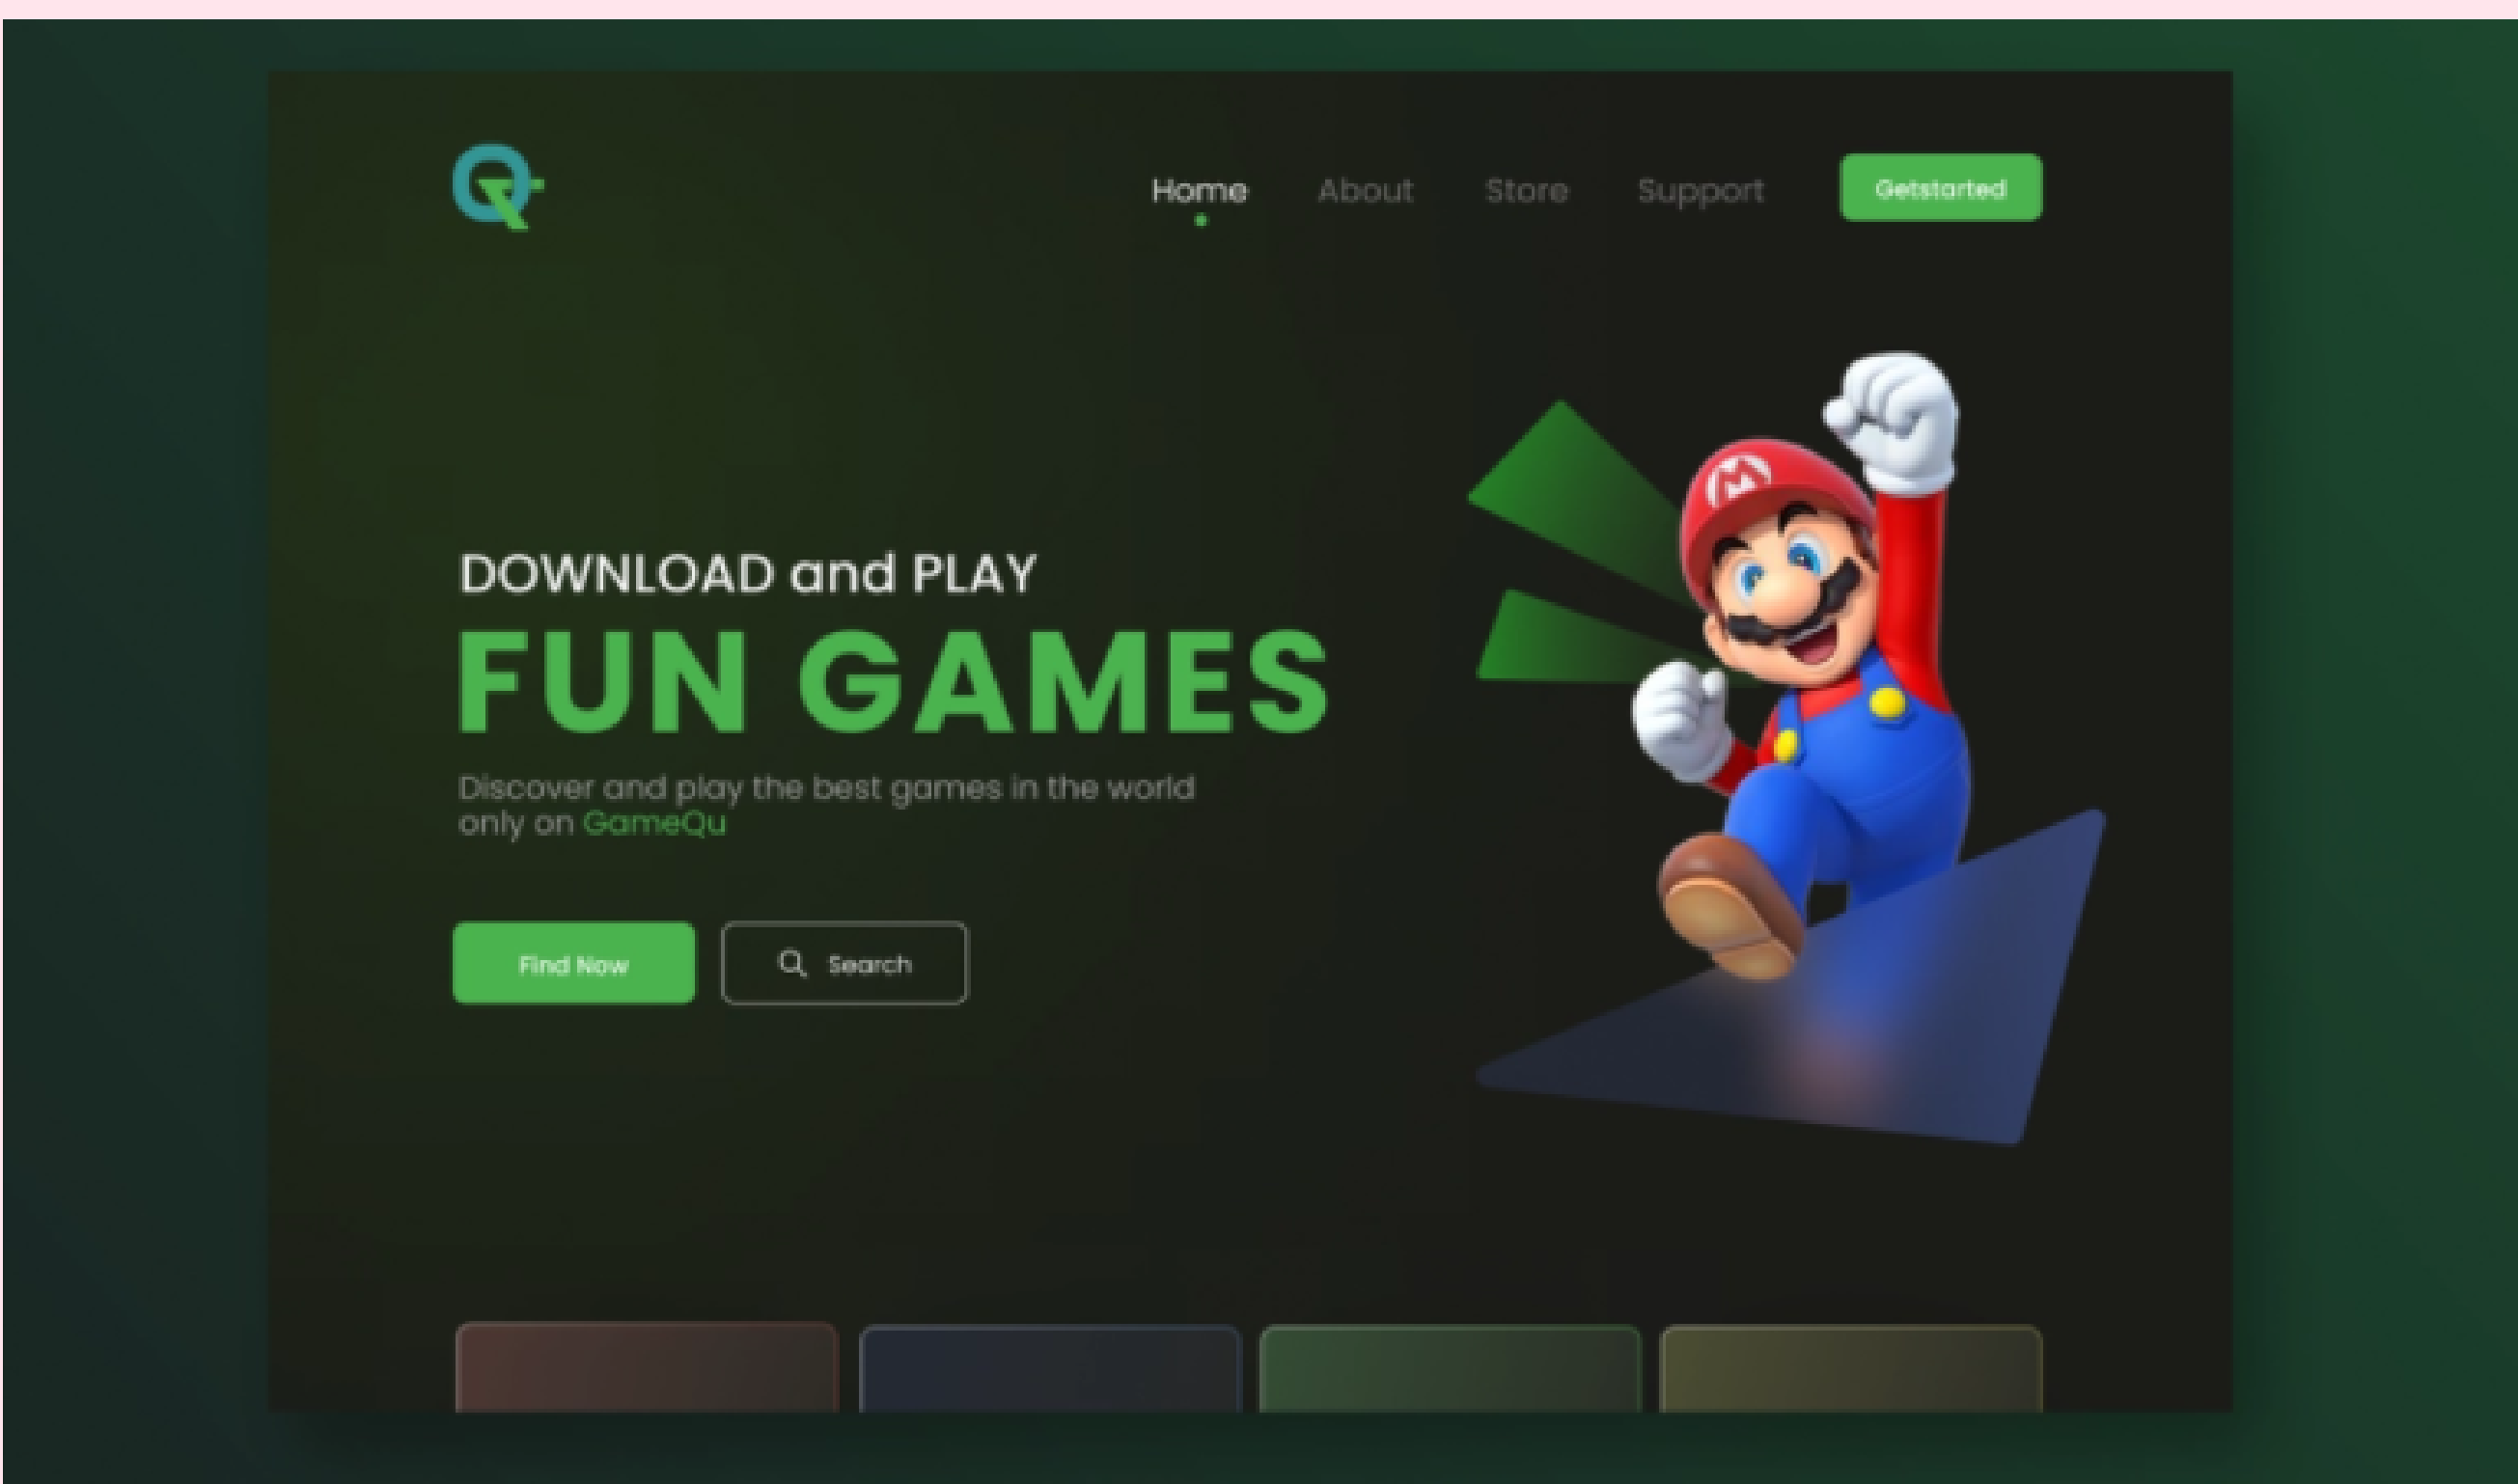 Home About Store Support Getstarted
M
DOWNLOAD and PLAY
FUN GAMES
Discover and play the best games in the world
only on GameQu
Find Now Search